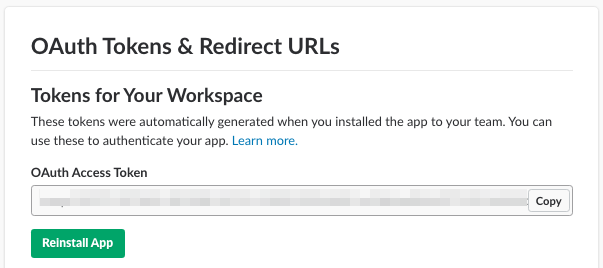 OAuth Tokens & Redirect URLs
Tokens for Your Workspace
These tokens were automatically generated when you installed the app to your team. You can
use these to authenticate your app. Learn more.
OAuth Access Token
Copy
Reinstall App